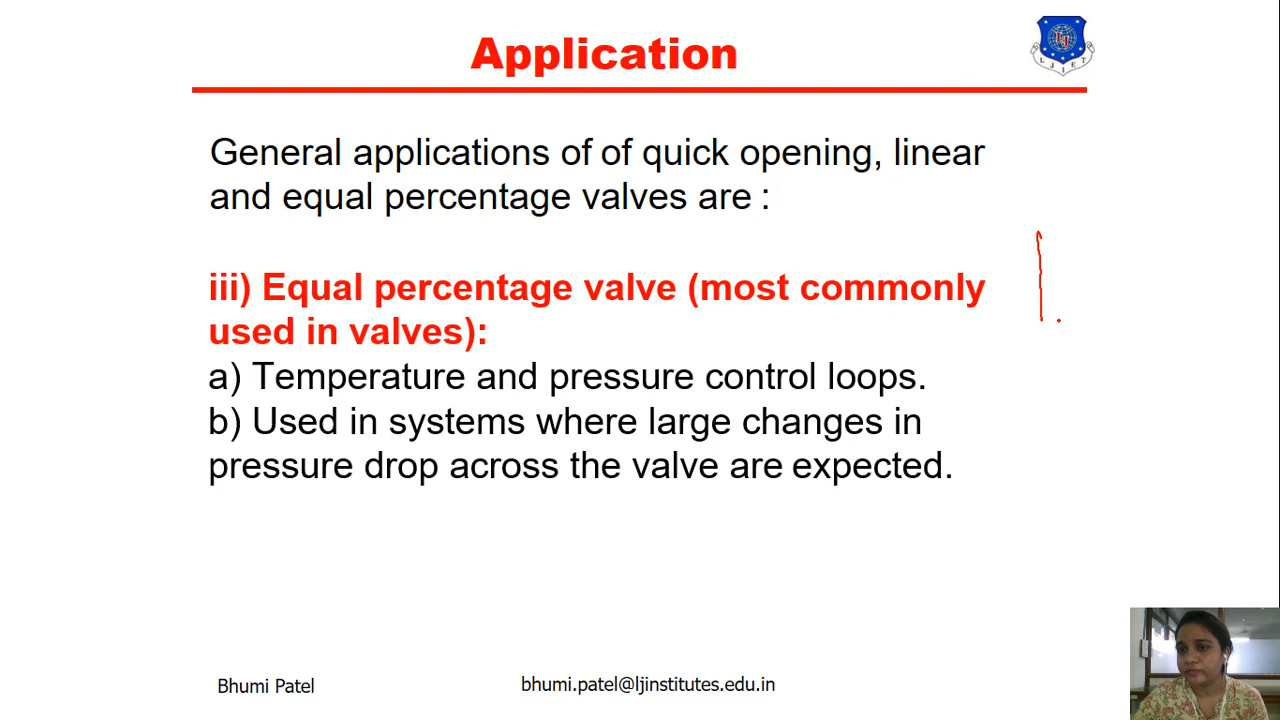 Application
L J I E T
General applications of of quick opening, linear
and equal percentage valves are :
iii) Equal percentage valve (most commonly
used in valves):
a) Temperature and pressure control loops.
b) Used in systems where large changes in
pressure drop across the valve are expected.
Bhumi Patel
bhumi.patel@ljinstitutes.edu.in